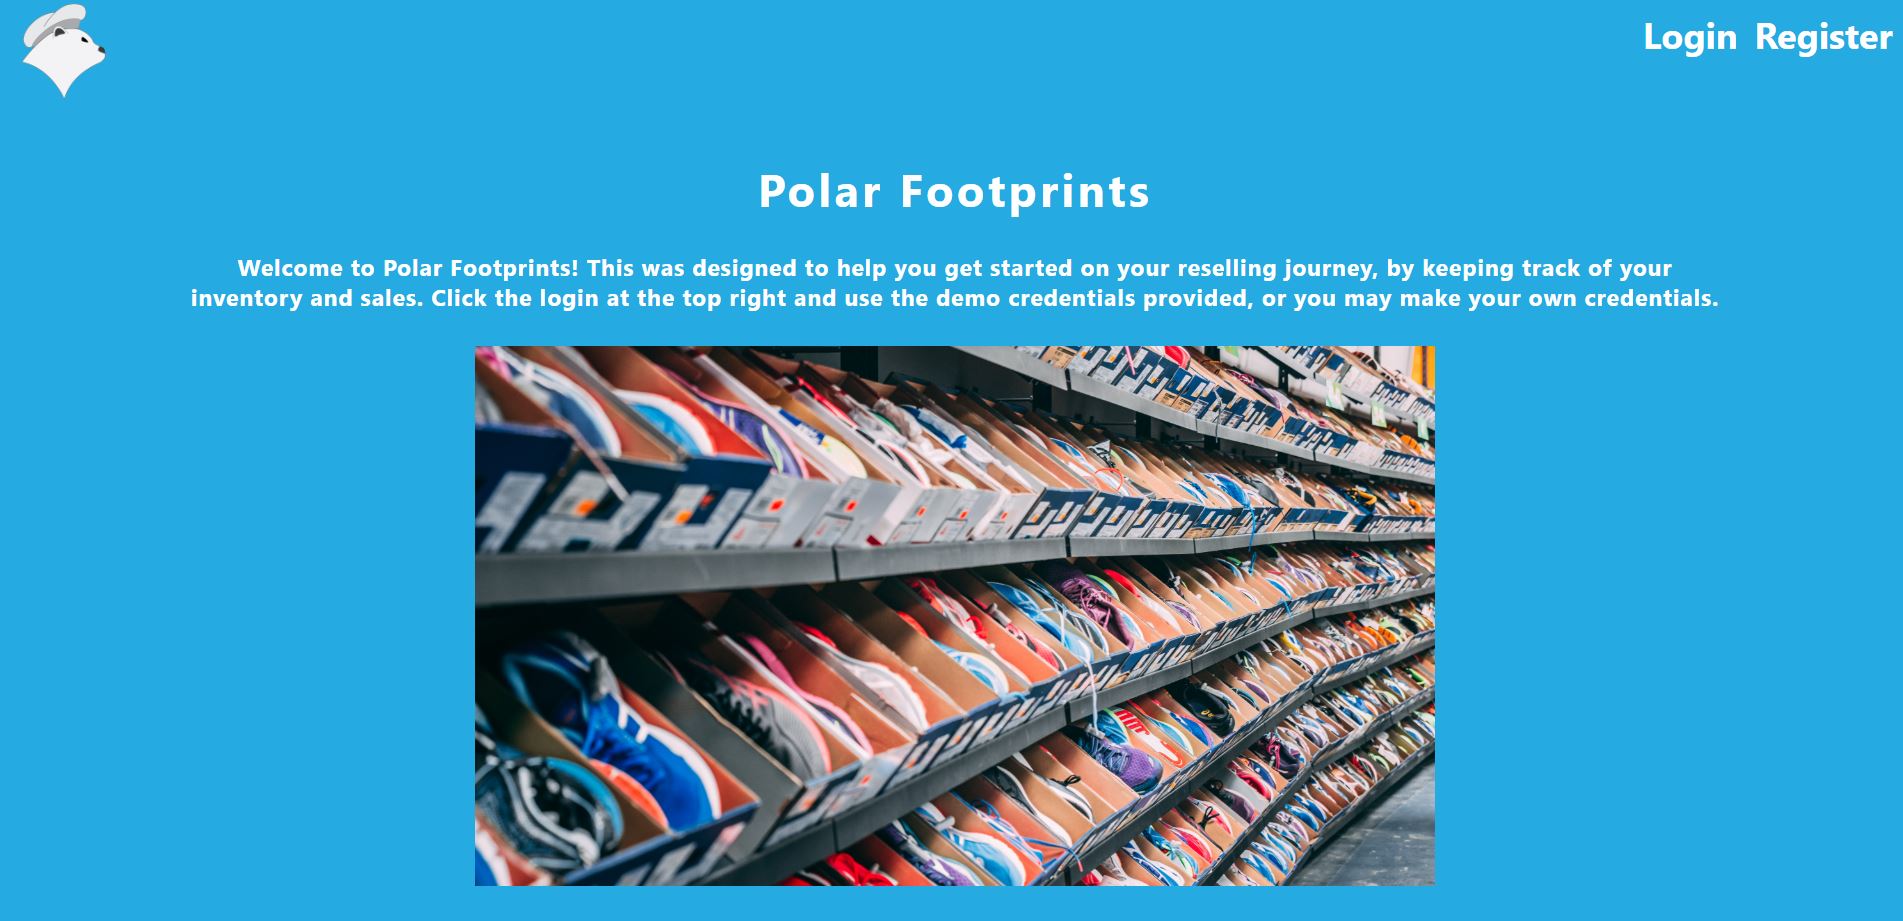 Login Register
Polar Footprints
Welcome to Polar Footprints! This was designed to help you get started on your reselling journey, by keeping track of your
inventory and sales. Click the login at the top right and use the demo credentials provided, or you may make your own credentials.